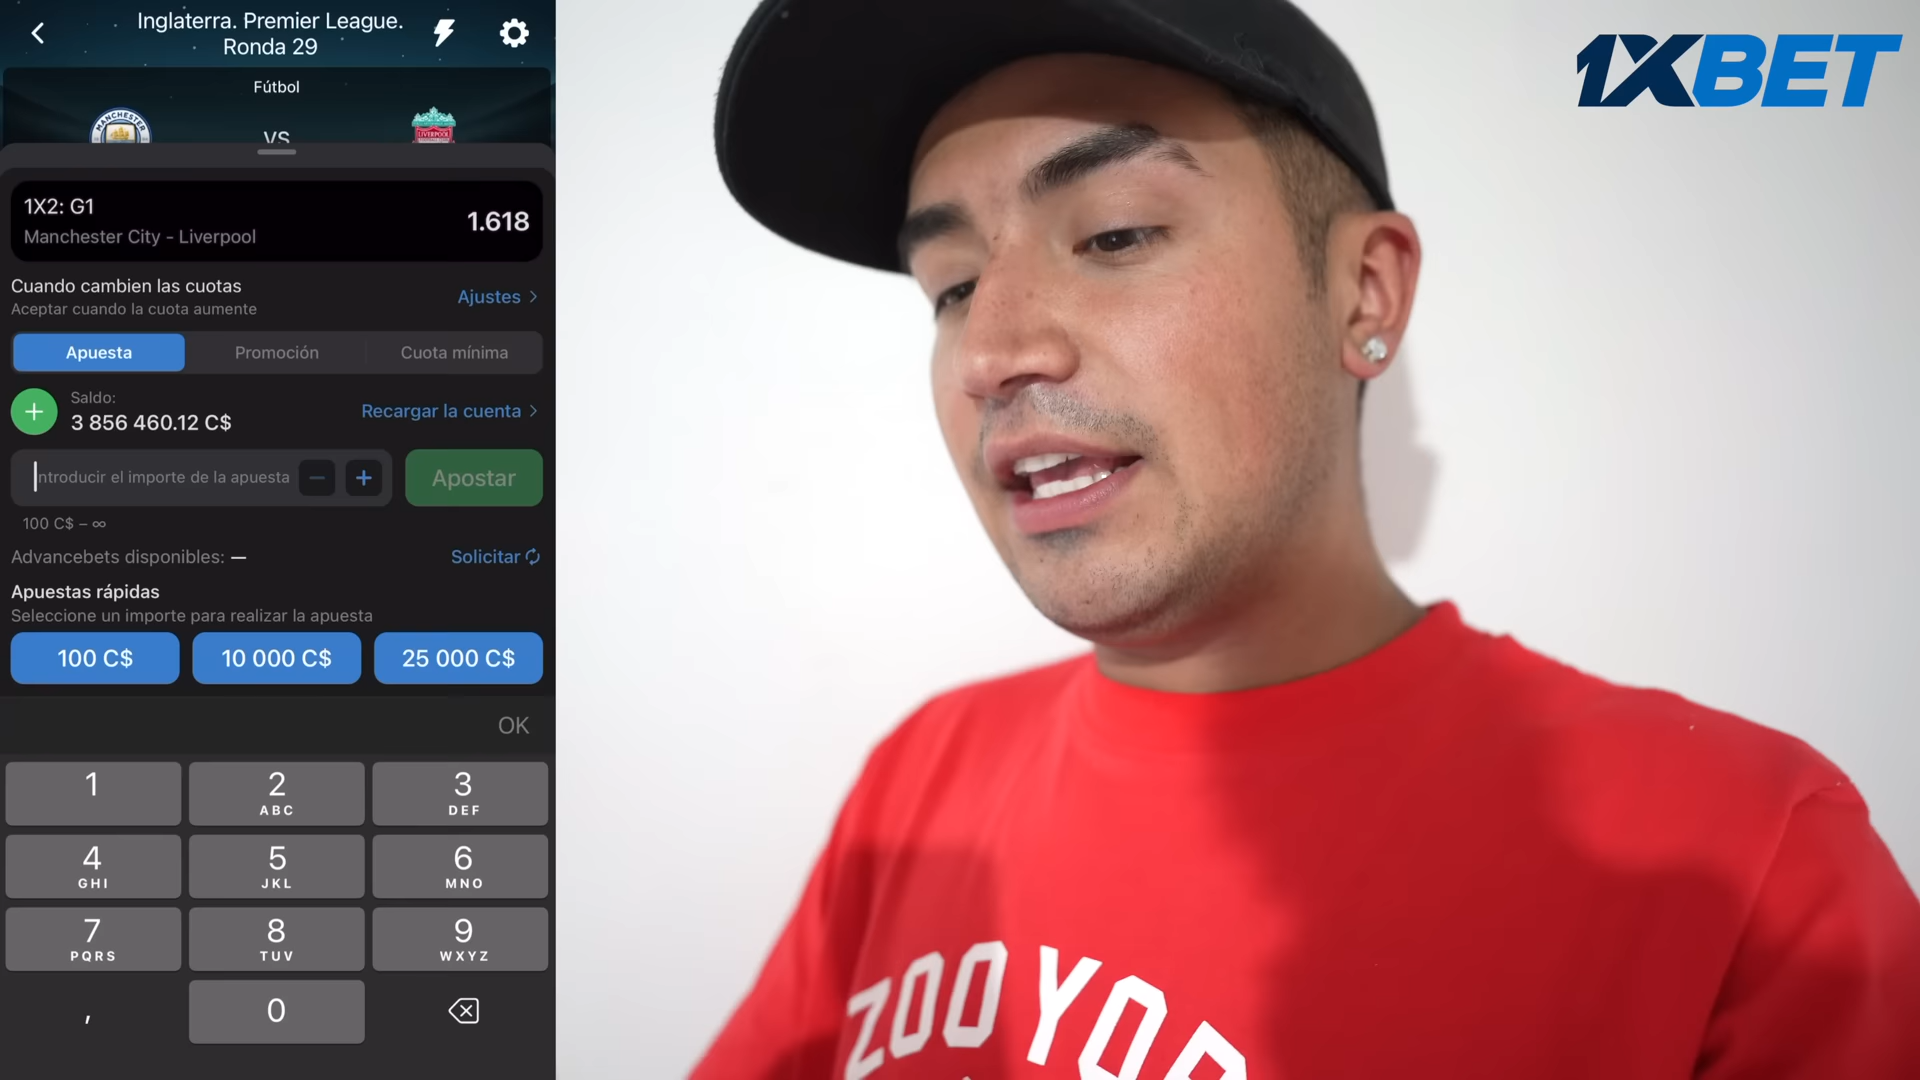 Inglaterra. Premier League.
Ronda 29
Fútbol
MANCHESTER
VS
LIVERPOOL
1X2: G1
1.618
Manchester City - Liverpool
Cuando cambien las cuotas
Aceptar cuando la cuota aumente
Ajustes
Apuesta
Promoción
Cuota mínima
Saldo:
3 856 460.12 C$
Recargar la cuenta
ntroducir el importe de la apuesta
Apostar
100 C$ – ∞
Advancebets disponibles: —
Solicitar
Apuestas rápidas
Seleccione un importe para realizar la apuesta
100 C$
10 000 C$
25 000 C$
OK
1
2
ABC
3
DEF
4
GHI
5
JKL
6
MNO
7
PQRS
8
TUV
9
WXYZ
,
0
1XBET
ZOO YOR